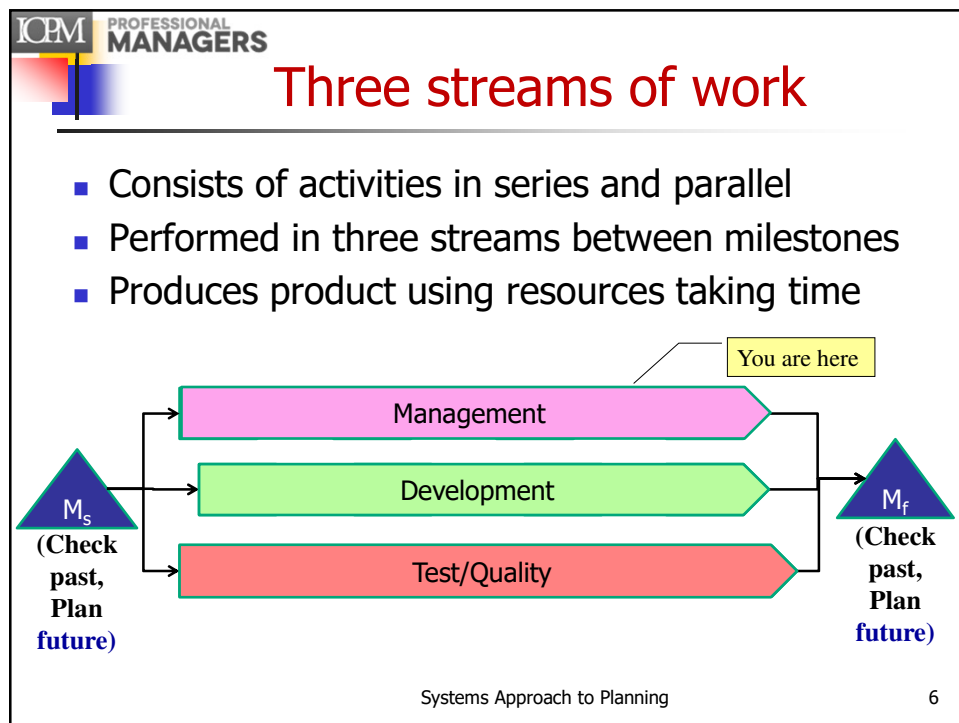 ICPM PROFESSIONAL
MANAGERS
Three streams of work
Consists of activities in series and parallel
Performed in three streams between milestones
Produces product using resources taking time
You are here
Management
Development
Test/Quality
Ms
(Check
past,
Plan
future)
Mf
(Check
past,
Plan
future)
Systems Approach to Planning
6